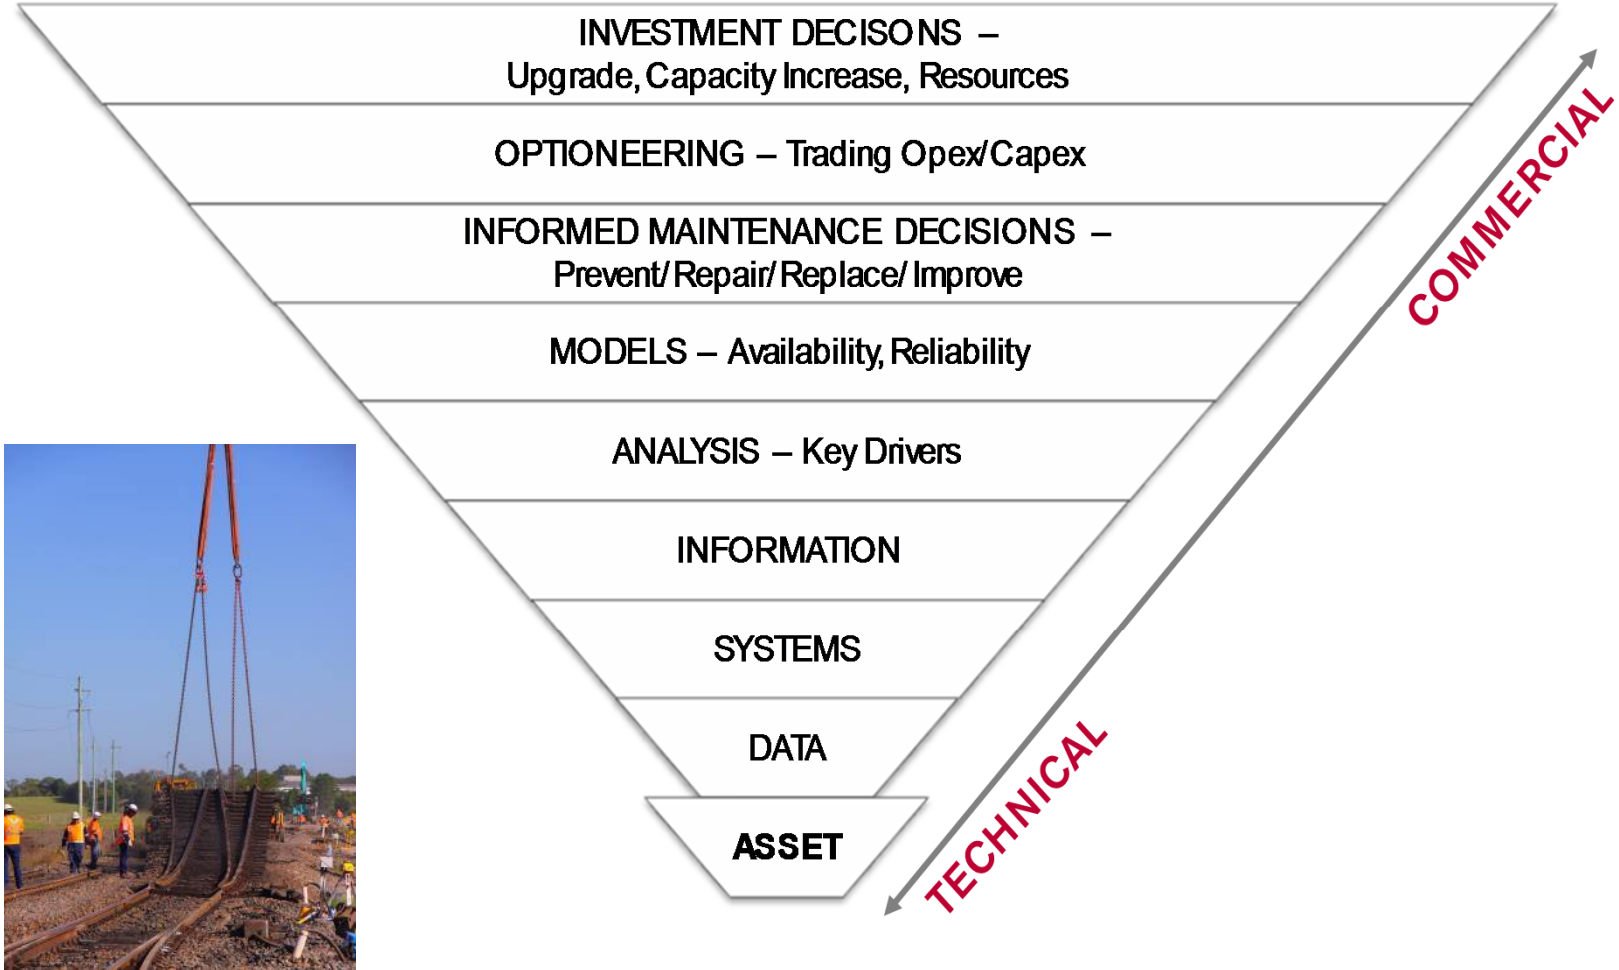 INVESTMENT DECISONS –
Upgrade, Capacity Increase, Resources
OPTIONEERING – Trading Opex/Capex
INFORMED MAINTENANCE DECISIONS –
Prevent/ Repair/ Replace/ Improve
MODELS – Availability, Reliability
ANALYSIS – Key Drivers
INFORMATION
SYSTEMS
DATA
ASSET
COMMERCIAL
TECHNICAL